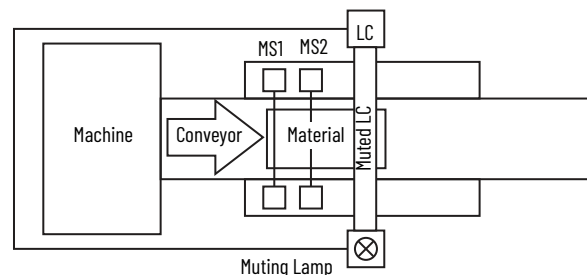 LC
MS1
MS2
Machine
Conveyor
Material
Muted LC
Muting Lamp